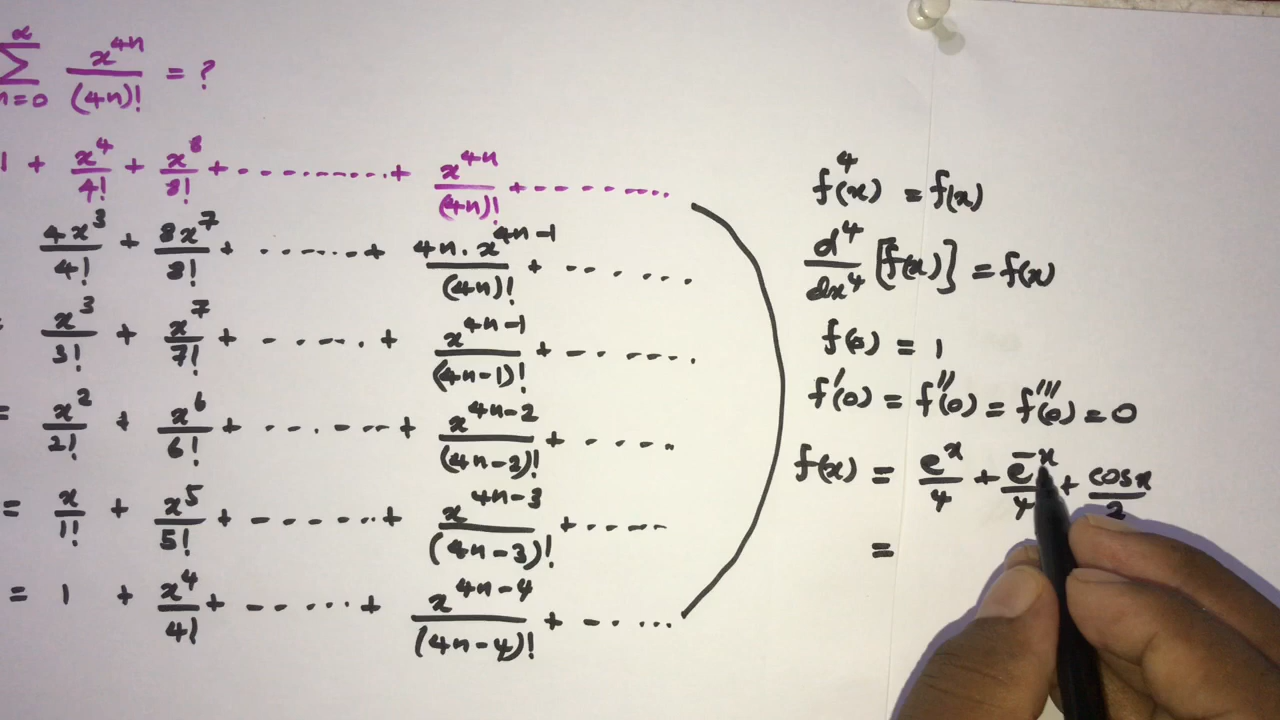 ∑_{n=0}^{∝} x^{4n}/(4n)! = ?
1 + x^4/4! + x^8/8! + .......... + x^{4n}/(4n)! + .......
4x^3/4! + 8x^7/8! + ...... + 4n.x^{4n-1}/(4n)! + ......
x^3/3! + x^7/7! + ...... + x^{4n-1}/(4n-1)! + ......
= x^2/2! + x^6/6! + ....... + x^{4n-2}/(4n-2)! + .....
= x/1! + x^5/5! + ....... + x^{4n-3}/(4n-3)! + .....
= 1 + x^4/4! + ...... + x^{4n-4}/(4n-4)! + .....
f^4(x) = f(x)
d^4/dx^4 [f(x)] = f(x)
f(0) = 1
f'(0) = f''(0) = f'''(0) = 0
f(x) = e^x/4 + e^{-x}/4 + cosx/2
=